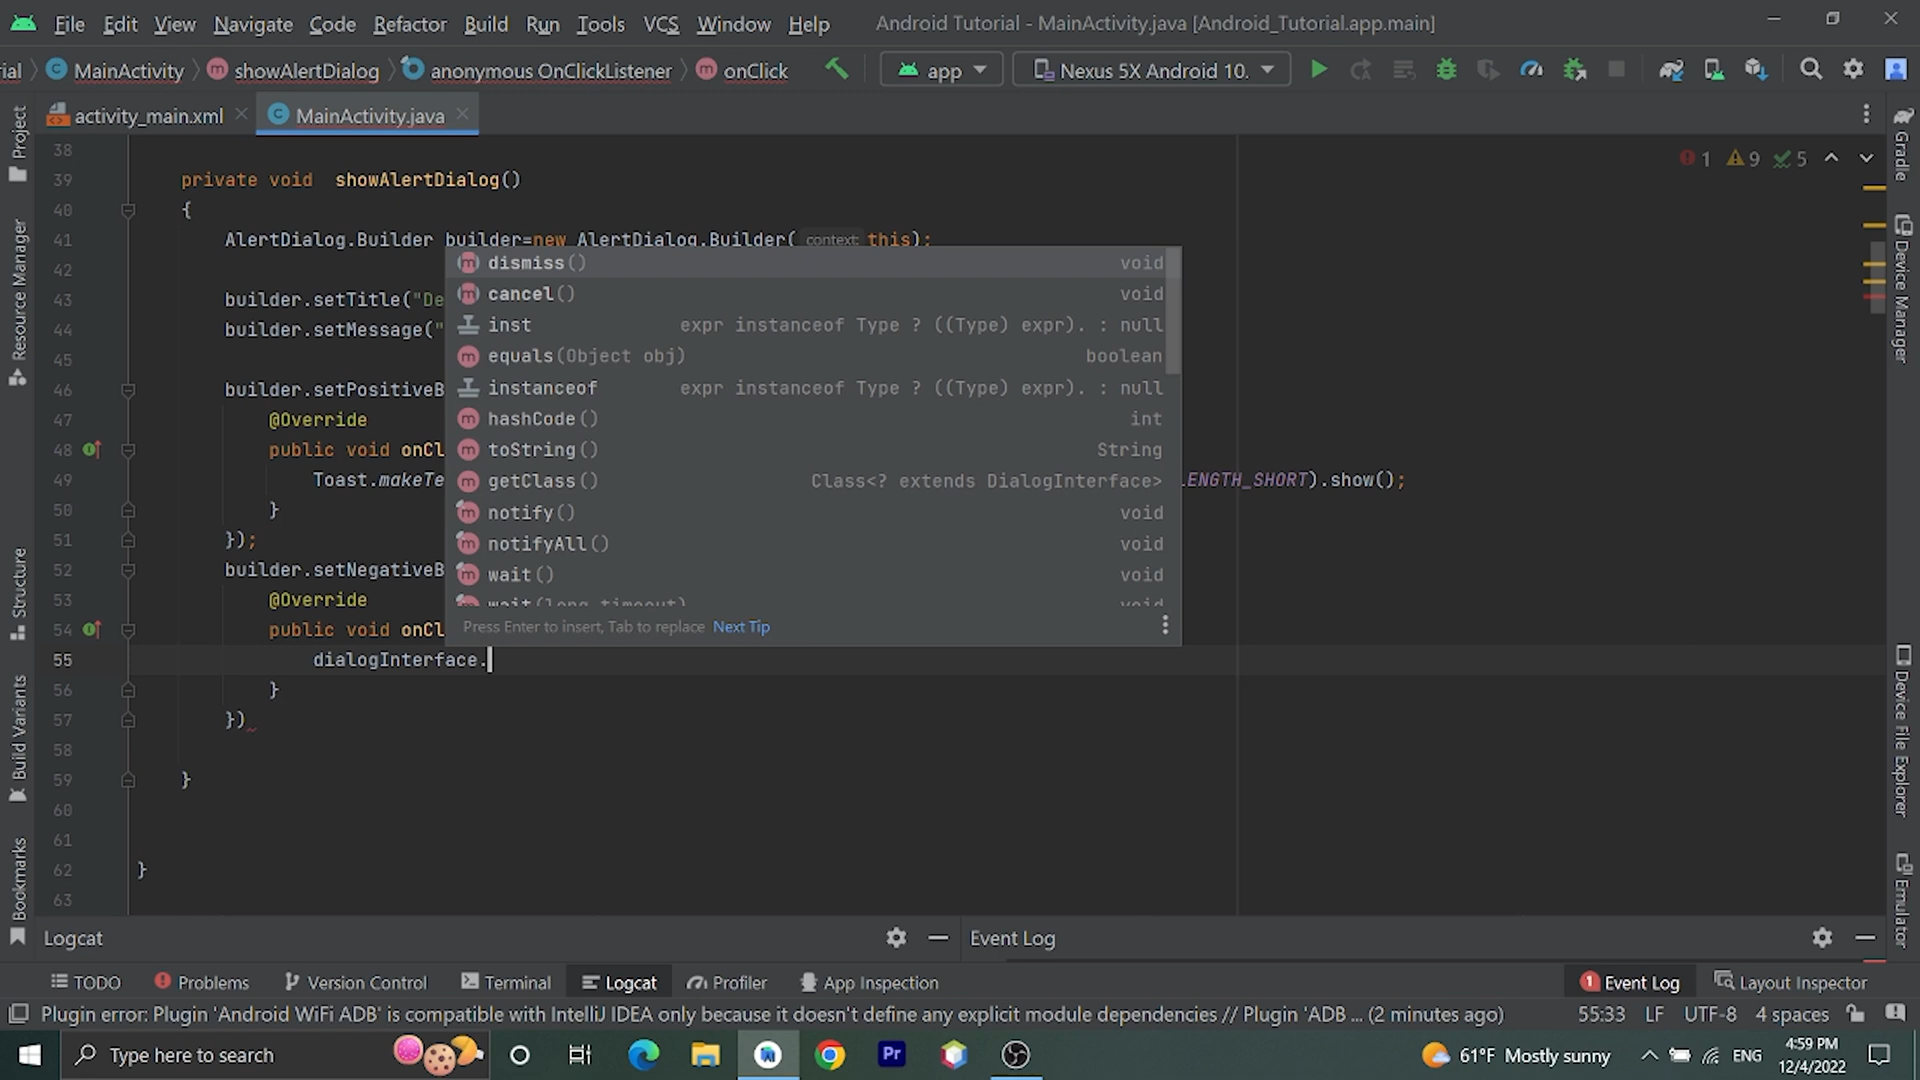 File Edit View Navigate Code Refactor Build Run Tools VCS Window Help Android Tutorial - MainActivity.java [Android_Tutorial.app.main]
ial MainActivity showAlertDialog anonymous OnClickListener onClick app Nexus 5X Android 10.
activity_main.xml MainActivity.java
1 9 5
38
39 private void showAlertDialog()
40 {
41 AlertDialog.Builder builder=new AlertDialog.Builder( context: this);
42
43 builder.setTitle("De
44 builder.setMessage("
45
46 builder.setPositiveB
47 @Override
48 public void onCl
49 Toast.makeTe ENGTH_SHORT).show();
50 }
51 });
52 builder.setNegativeB
53 @Override
54 public void onCl
55 dialogInterface.
56 }
57 })
58
59 }
60
61
62 }
63
dismiss() void
cancel() void
inst expr instanceof Type ? ((Type) expr). : null
equals(Object obj) boolean
instanceof expr instanceof Type ? ((Type) expr). : null
hashCode() int
toString() String
getClass() Class<? extends DialogInterface>
notify() void
notifyAll() void
wait() void
wait(long timeout) void
Press Enter to insert, Tab to replace Next Tip
Project
Resource Manager
Structure
Build Variants
Bookmarks
Gradle
Device Manager
Device File Explorer
Emulator
Logcat Event Log
TODO Problems Version Control Terminal Logcat Profiler App Inspection 1 Event Log Layout Inspector
Plugin error: Plugin 'Android WiFi ADB' is compatible with IntelliJ IDEA only because it doesn't define any explicit module dependencies // Plugin 'ADB ... (2 minutes ago) 55:33 LF UTF-8 4 spaces
Type here to search Pr 61°F Mostly sunny ENG 4:59 PM
12/4/2022